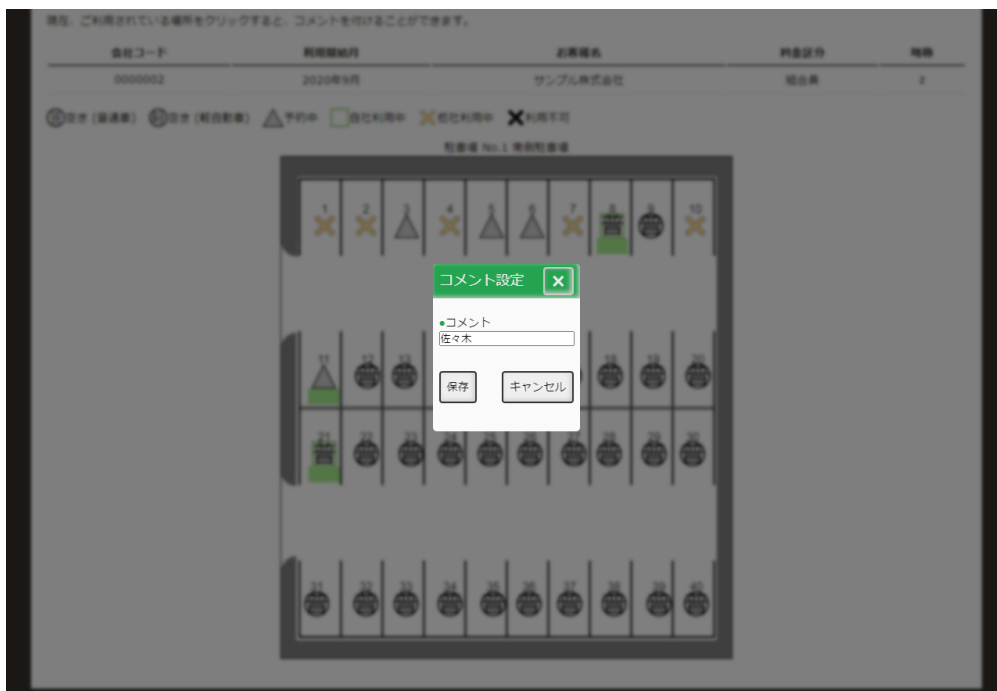 現在、ご利用されている場所をクリックすると、コメントを付けることができます。
会社コード 利用開始月 お客様名 料金区分
0000002 2020年9月 サンプル株式会社 組合員 2
空き (普通車) 空き (軽自動車) 予約中 自社利用中 他社利用中 利用不可
駐車場 No.1 南側駐車場
1 2 3 4 5 6 7 8 9 10
コメント設定
●コメント
佐々木
11 12 13 18 19 20
保存 キャンセル
21 22 23 24 25 26 27 28 29 30
31 32 33 34 35 36 37 38 39 40